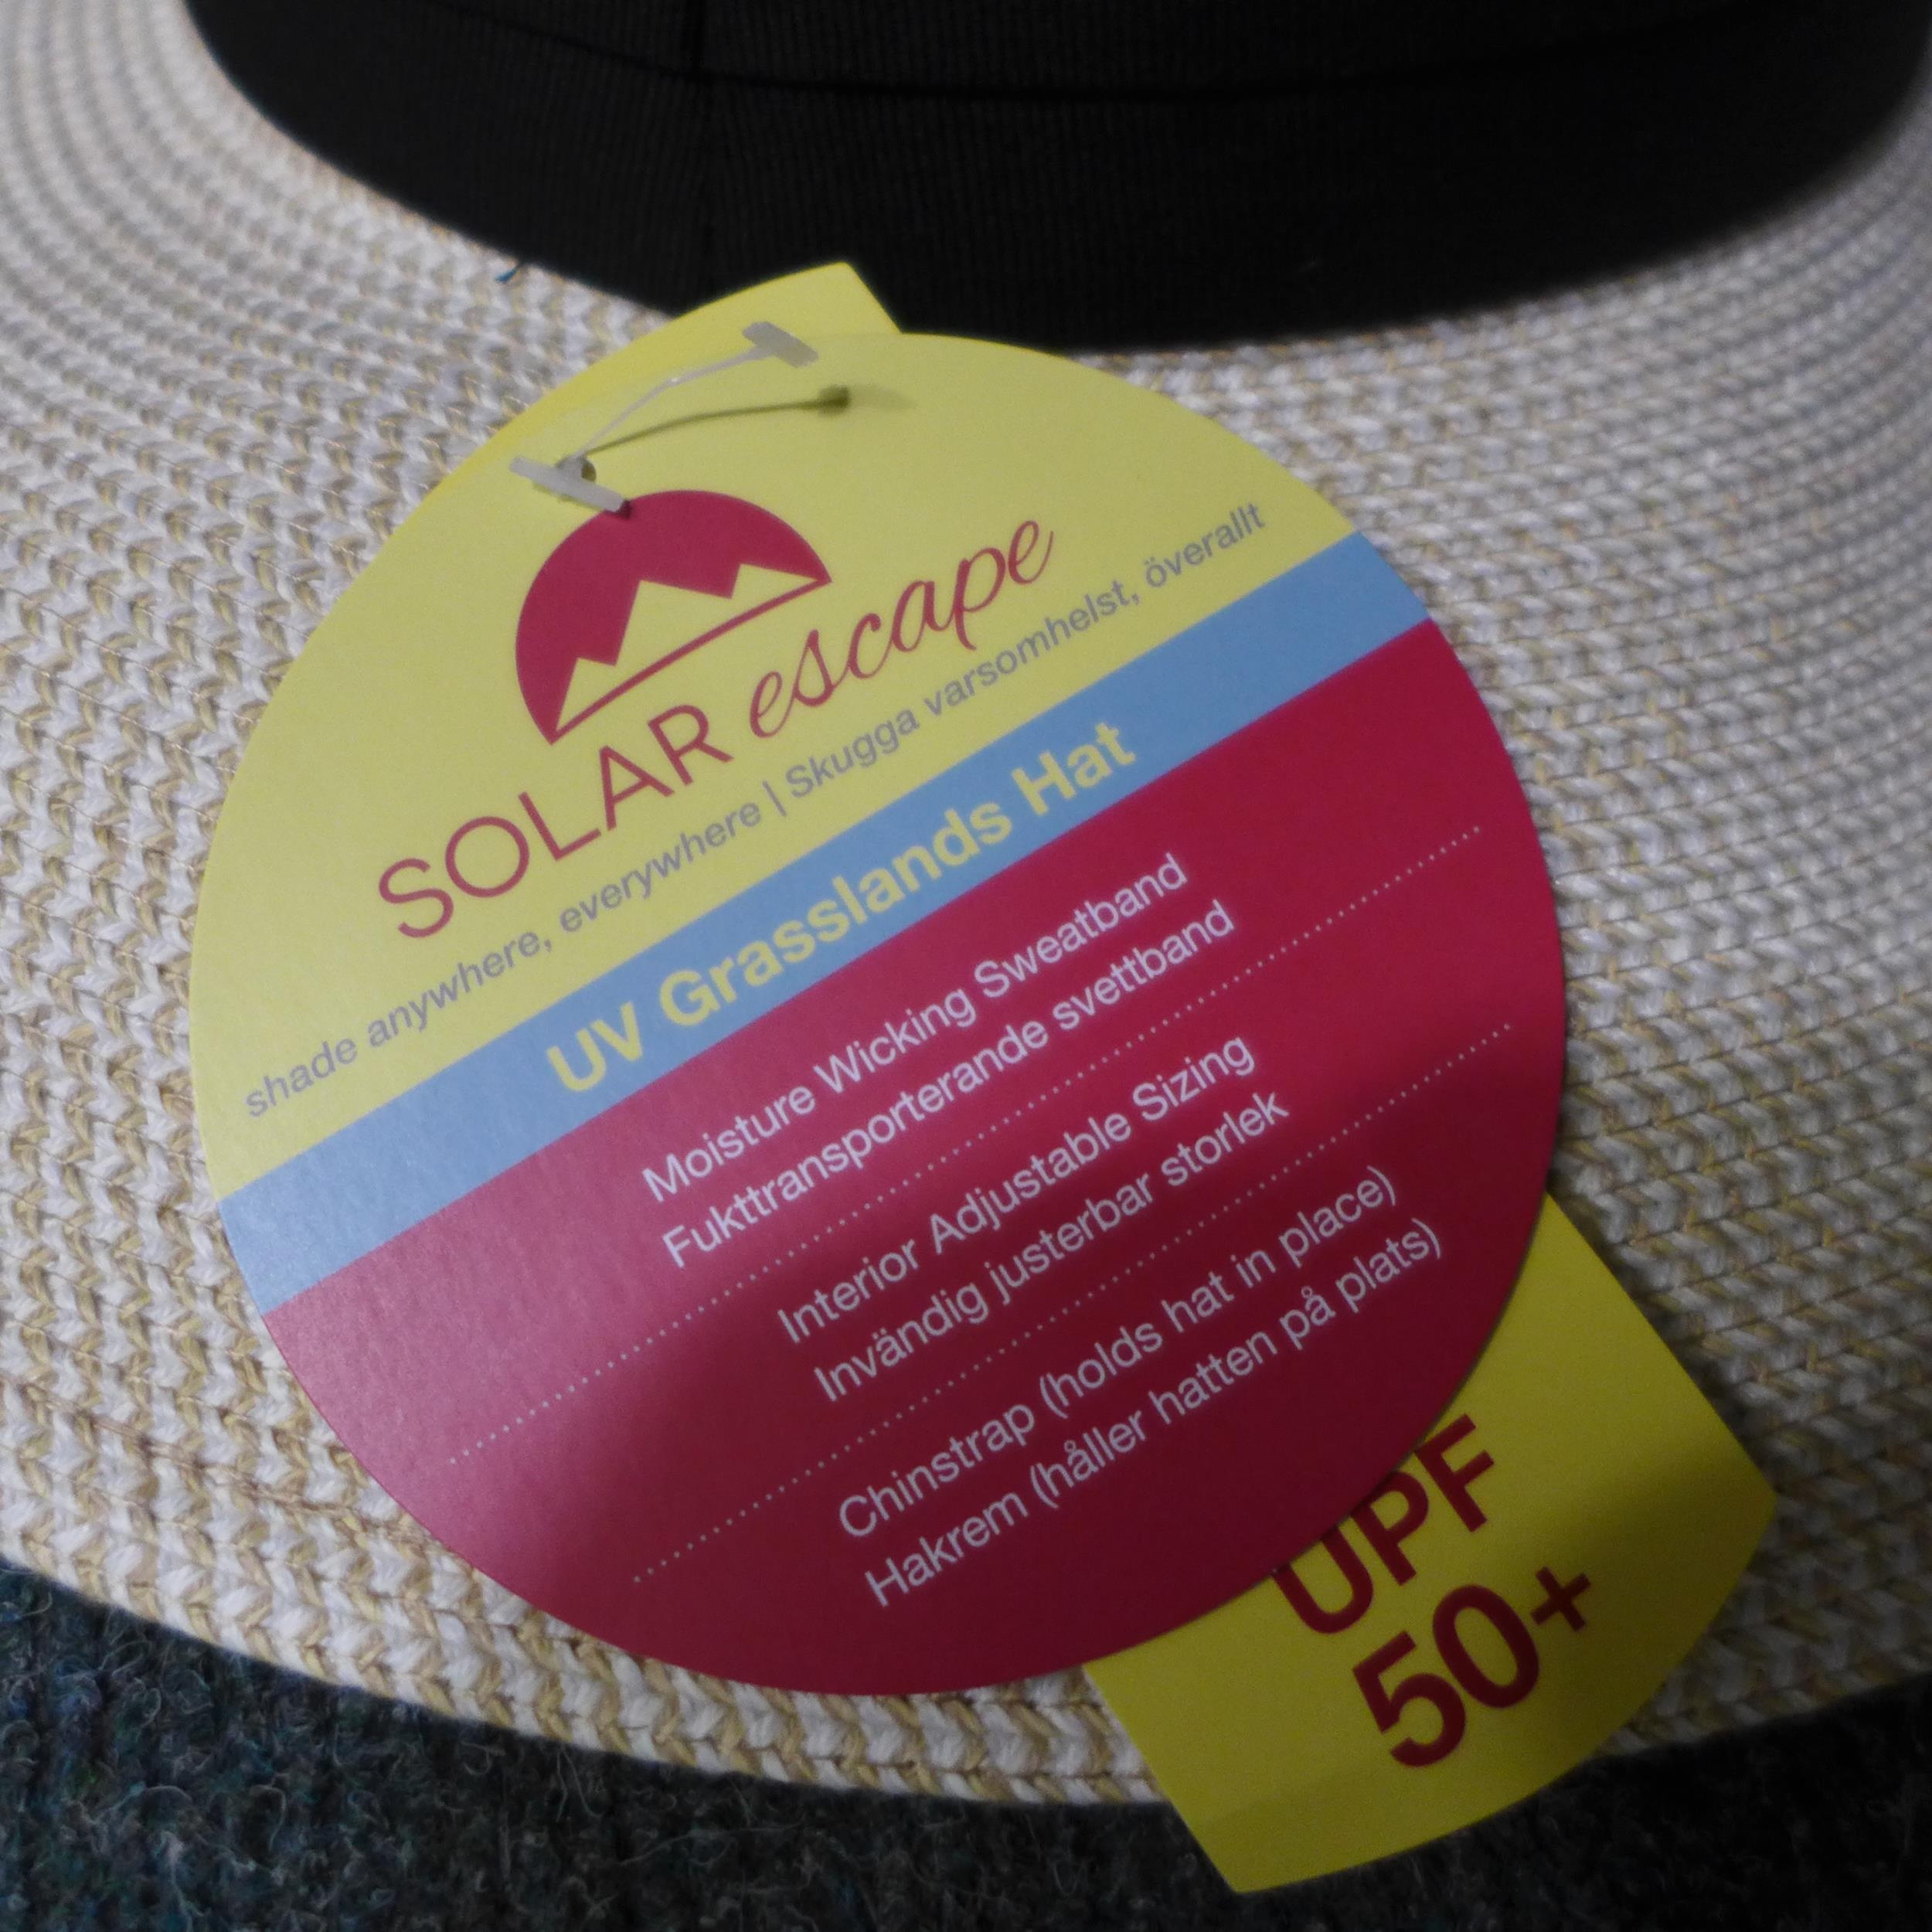 SOLAR escape
shade anywhere, everywhere | Skugga varsomhelst, överallt
UV Grasslands Hat
Moisture Wicking Sweatband
Fukttransporterande svettband
Interior Adjustable Sizing
Invändig justerbar storlek
Chinstrap (holds hat in place)
Hakrem (håller hatten på plats)
UPF
50+